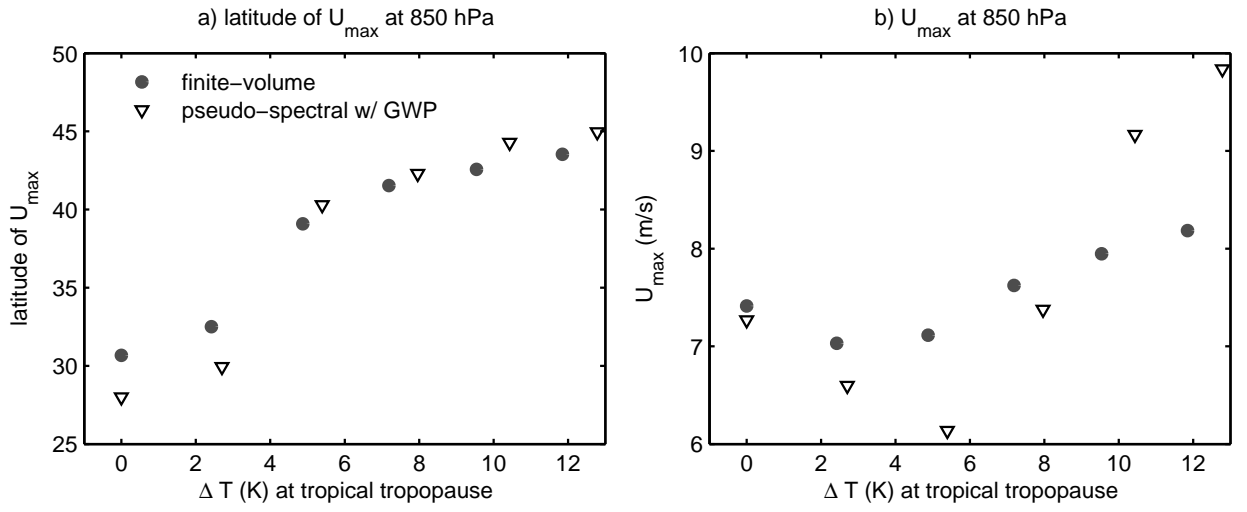 a) latitude of U_max at 850 hPa
50
45
40
35
30
25
latitude of U_max
finite−volume
pseudo−spectral w/ GWP
0 2 4 6 8 10 12
Δ T (K) at tropical tropopause
b) U_max at 850 hPa
10
9
8
7
6
U_max (m/s)
0 2 4 6 8 10 12
Δ T (K) at tropical tropopause